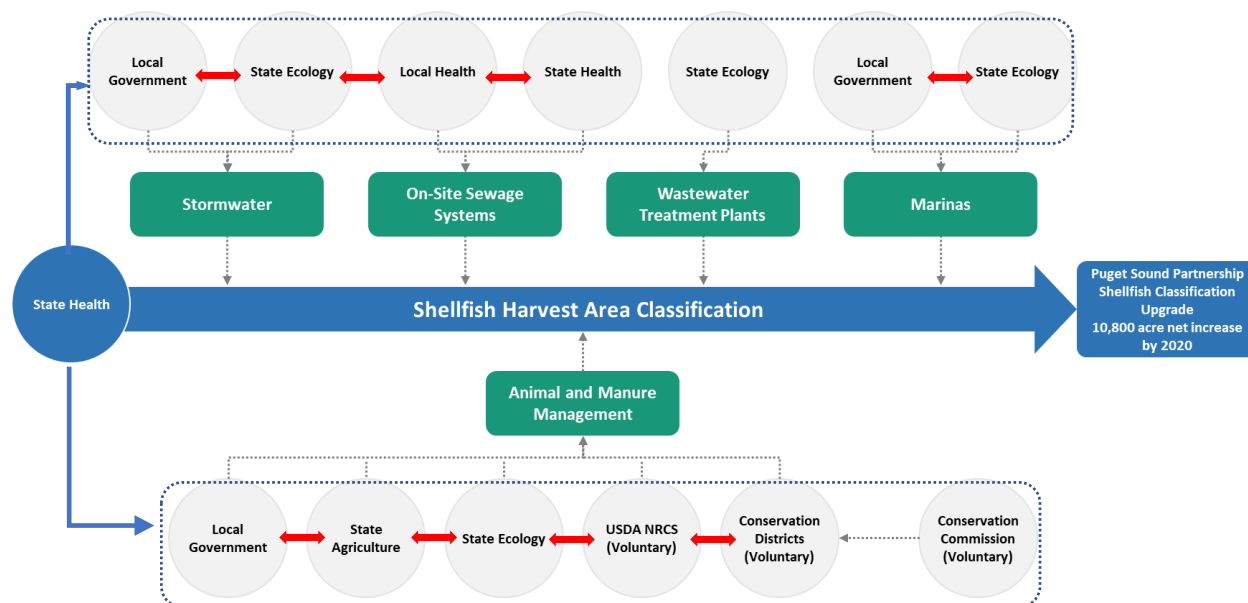 Local
Government
State Ecology
Local Health
State Health
State Ecology
Local
Government
State Ecology
Stormwater
On-Site Sewage
Systems
Wastewater
Treatment Plants
Marinas
State Health
Shellfish Harvest Area Classification
Puget Sound Partnership
Shellfish Classification
Upgrade
10,800 acre net increase
by 2020
Animal and Manure
Management
Local
Government
State
Agriculture
State Ecology
USDA NRCS
(Voluntary)
Conservation
Districts
(Voluntary)
Conservation
Commission
(Voluntary)